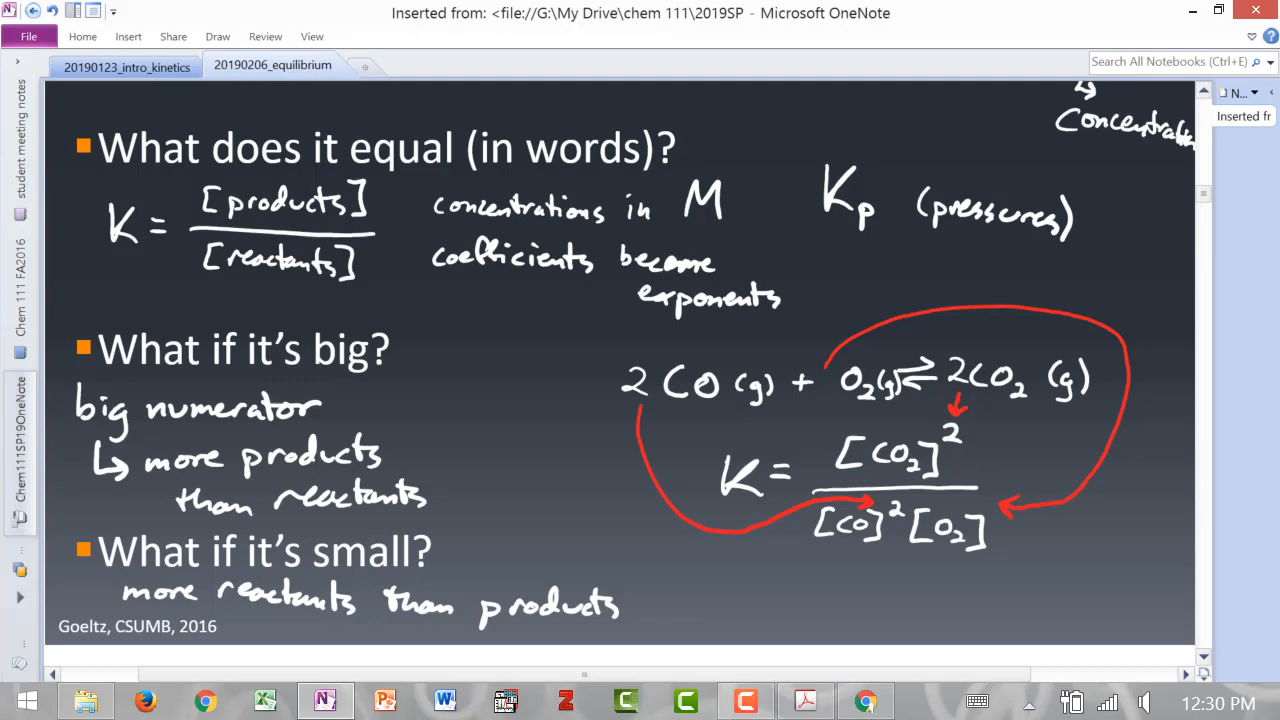 Inserted from: <file://G:\My Drive\chem 111\2019SP - Microsoft OneNote
File Home Insert Share Draw Review View
20190123_intro_kinetics 20190206_equilibrium
Search All Notebooks (Ctrl+E)
N...
Inserted fr
student meeting notes
Chem 111 FA2016
Chem111SP19OneNote
Concentration
What does it equal (in words)?
K = [products] / [reactants]
concentrations in M
coefficients become
exponents
Kp (pressures)
What if it's big?
big numerator
↳ more products
than reactants
2 CO (g) + O₂(g) ⇌ 2CO₂ (g)
K = [CO₂]² / [CO]² [O₂]
What if it's small?
more reactants than products
Goeltz, CSUMB, 2016
12:30 PM